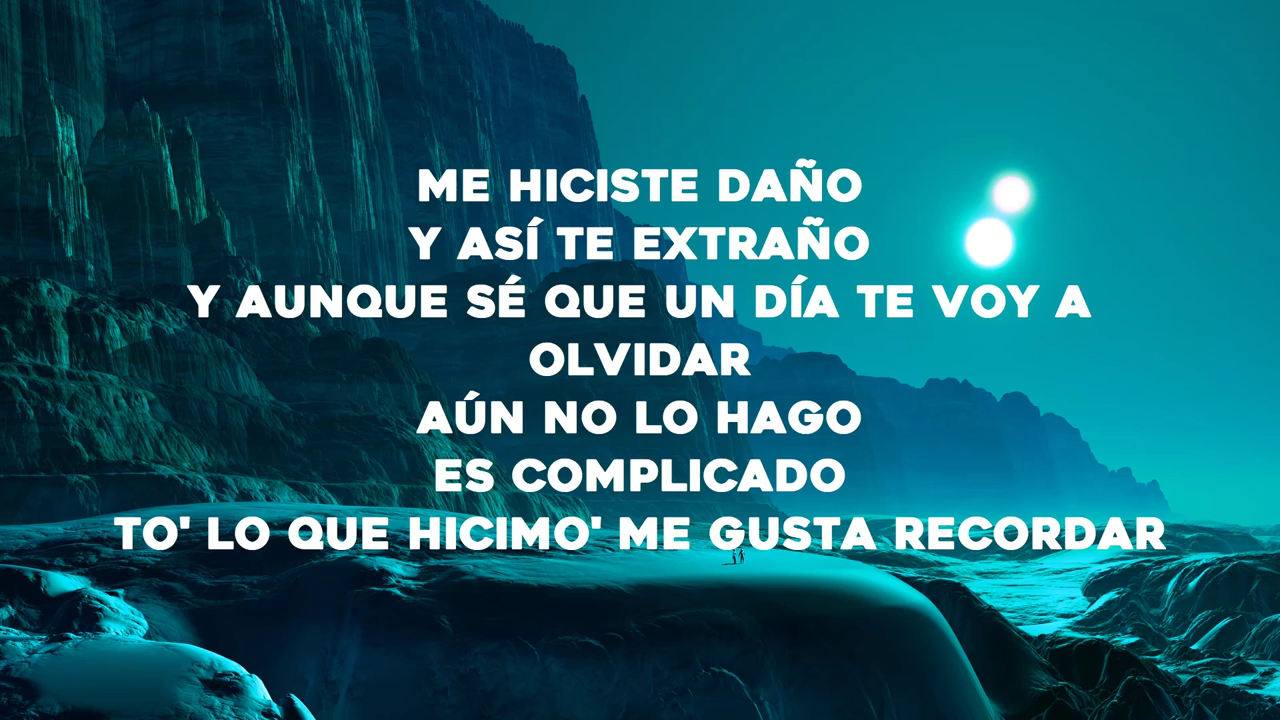 ME HICISTE DAÑO
Y ASÍ TE EXTRAÑO
Y AUNQUE SÉ QUE UN DÍA TE VOY A
OLVIDAR
AÚN NO LO HAGO
ES COMPLICADO
TO' LO QUE HICIMO' ME GUSTA RECORDAR